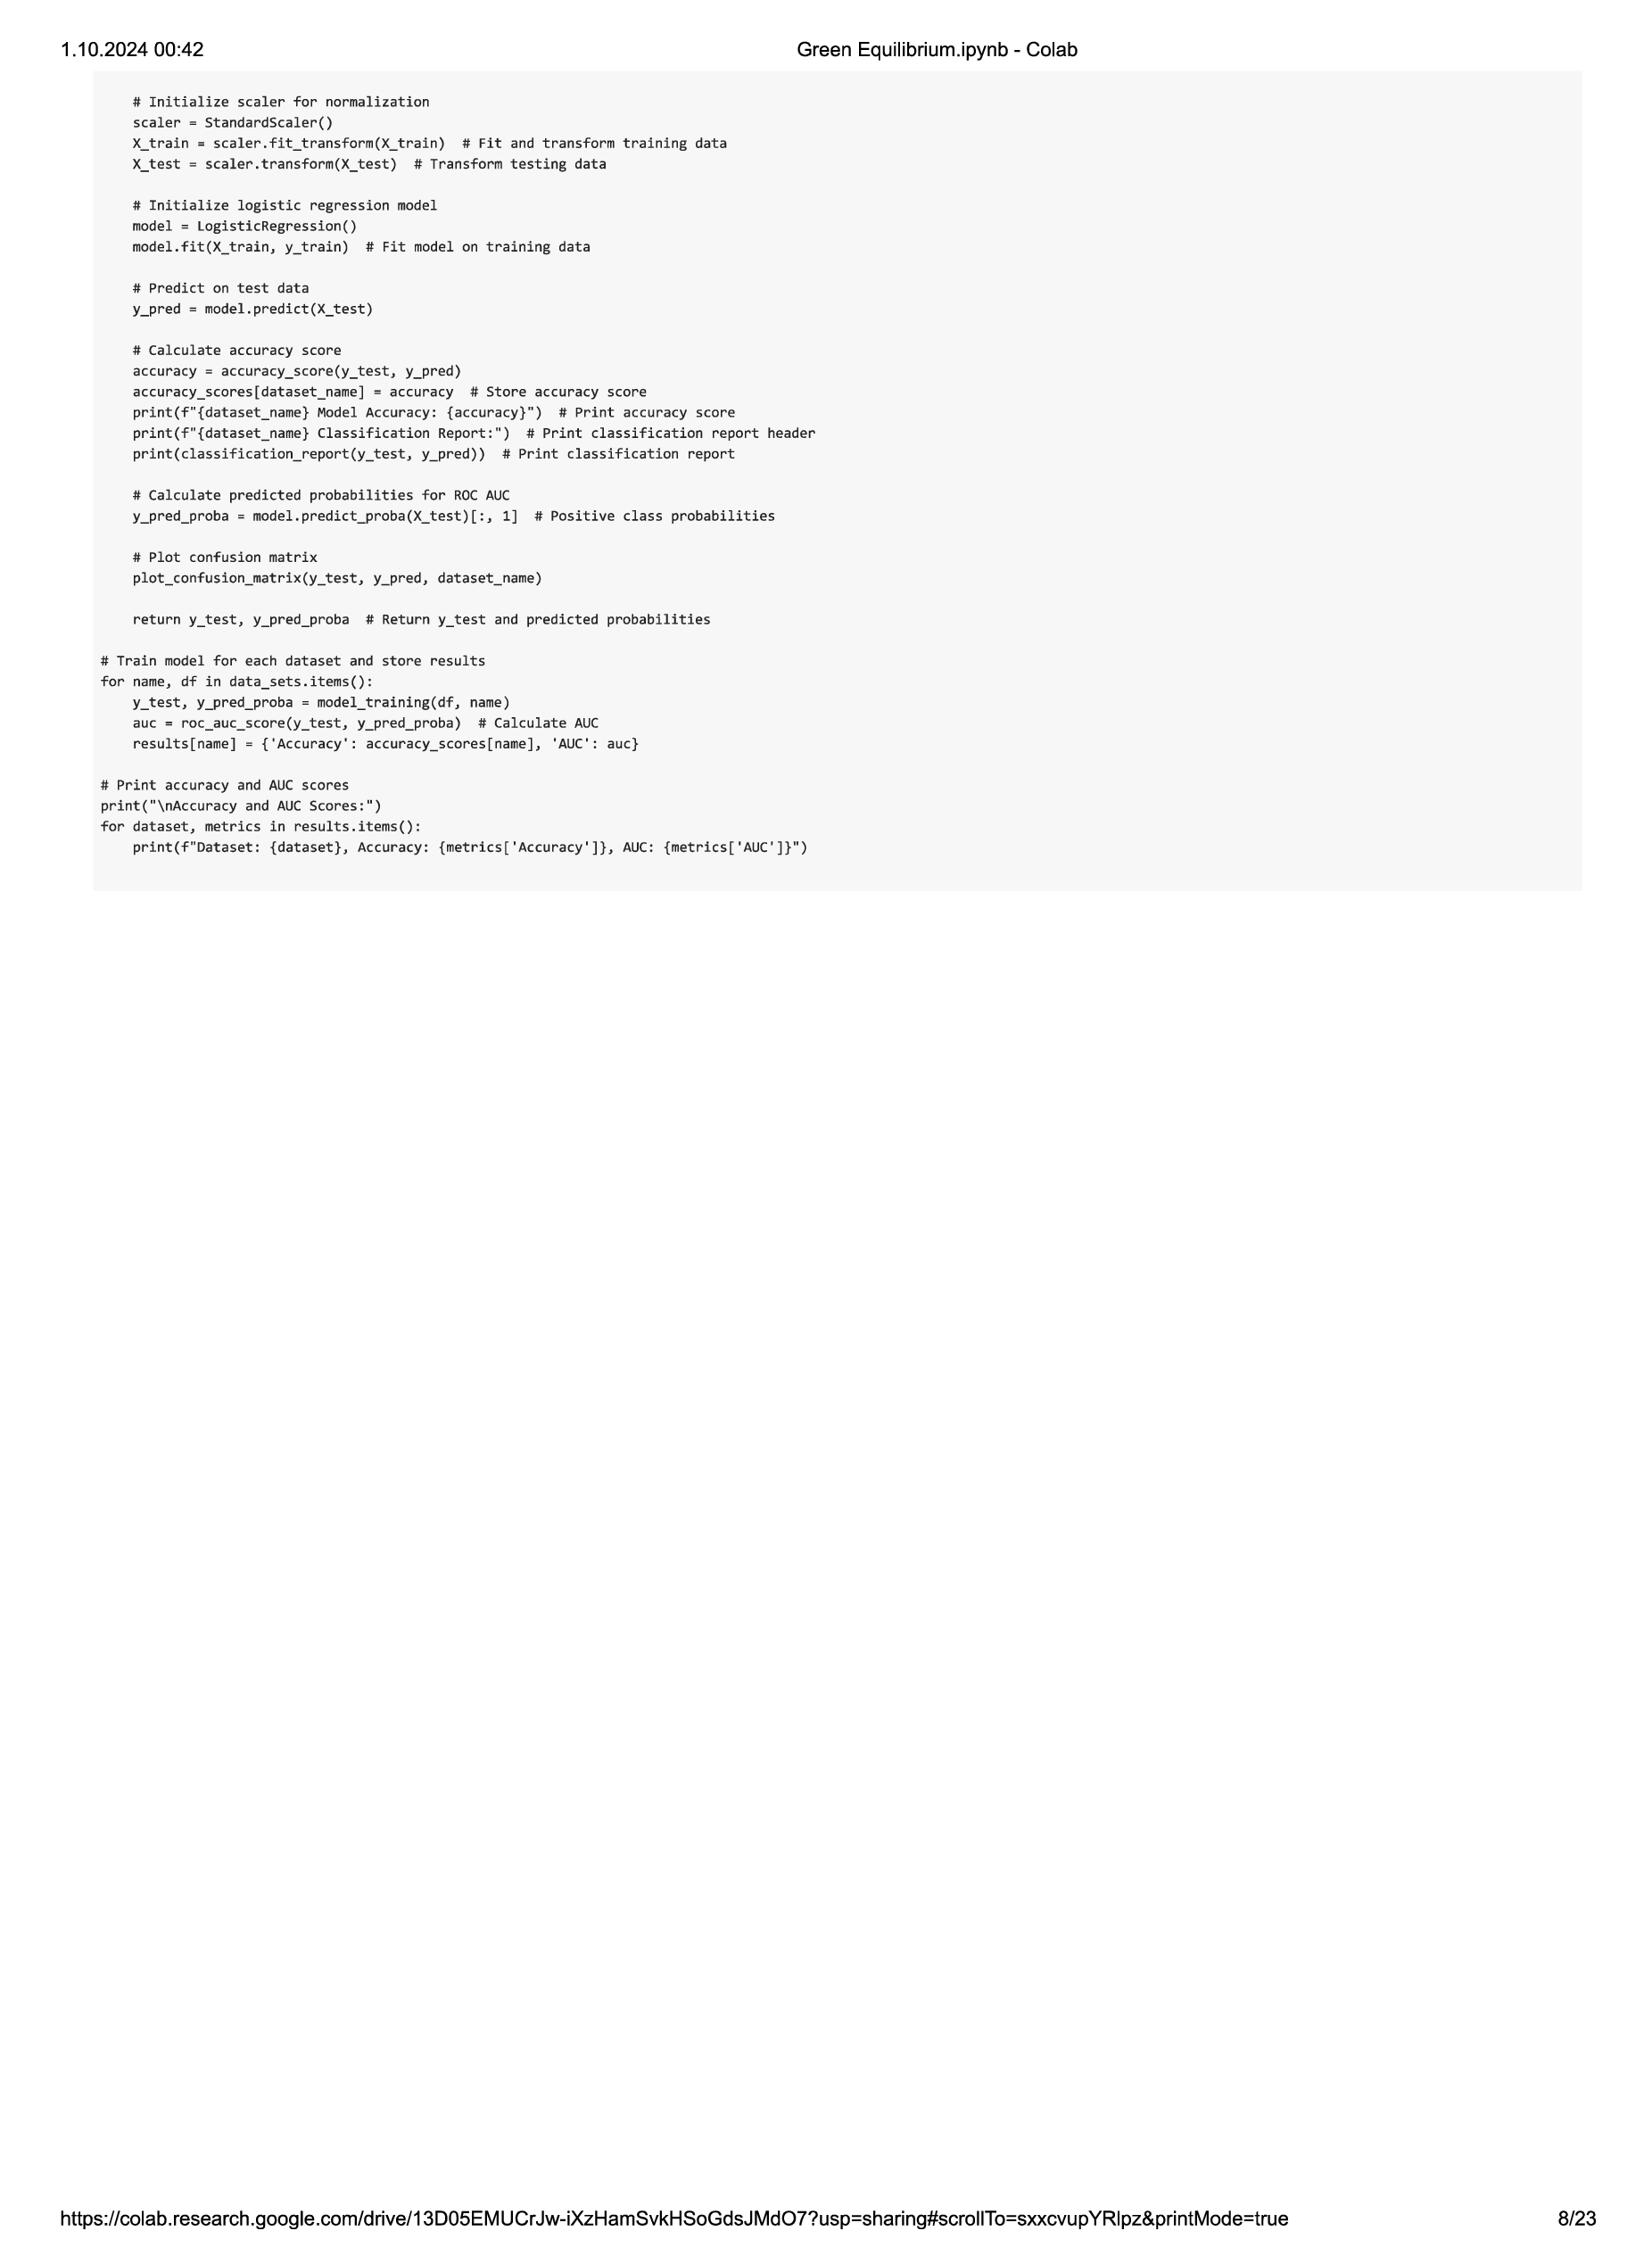 1.10.2024 00:42
Green Equilibrium.ipynb - Colab
# Initialize scaler for normalization
scaler = StandardScaler()
X_train = scaler.fit_transform(X_train)  # Fit and transform training data
X_test = scaler.transform(X_test)  # Transform testing data
# Initialize logistic regression model
model = LogisticRegression()
model.fit(X_train, y_train)  # Fit model on training data
# Predict on test data
y_pred = model.predict(X_test)
# Calculate accuracy score
accuracy = accuracy_score(y_test, y_pred)
accuracy_scores[dataset_name] = accuracy  # Store accuracy score
print(f"{dataset_name} Model Accuracy: {accuracy}")  # Print accuracy score
print(f"{dataset_name} Classification Report:")  # Print classification report header
print(classification_report(y_test, y_pred))  # Print classification report
# Calculate predicted probabilities for ROC AUC
y_pred_proba = model.predict_proba(X_test)[:, 1]  # Positive class probabilities
# Plot confusion matrix
plot_confusion_matrix(y_test, y_pred, dataset_name)
return y_test, y_pred_proba  # Return y_test and predicted probabilities
# Train model for each dataset and store results
for name, df in data_sets.items():
y_test, y_pred_proba = model_training(df, name)
auc = roc_auc_score(y_test, y_pred_proba)  # Calculate AUC
results[name] = {'Accuracy': accuracy_scores[name], 'AUC': auc}
# Print accuracy and AUC scores
print("\nAccuracy and AUC Scores:")
for dataset, metrics in results.items():
print(f"Dataset: {dataset}, Accuracy: {metrics['Accuracy']}, AUC: {metrics['AUC']}")
https://colab.research.google.com/drive/13D05EMUCrJw-iXzHamSvkHSoGdsJMdO7?usp=sharing#scrollTo=sxxcvupYRlpz&printMode=true
8/23